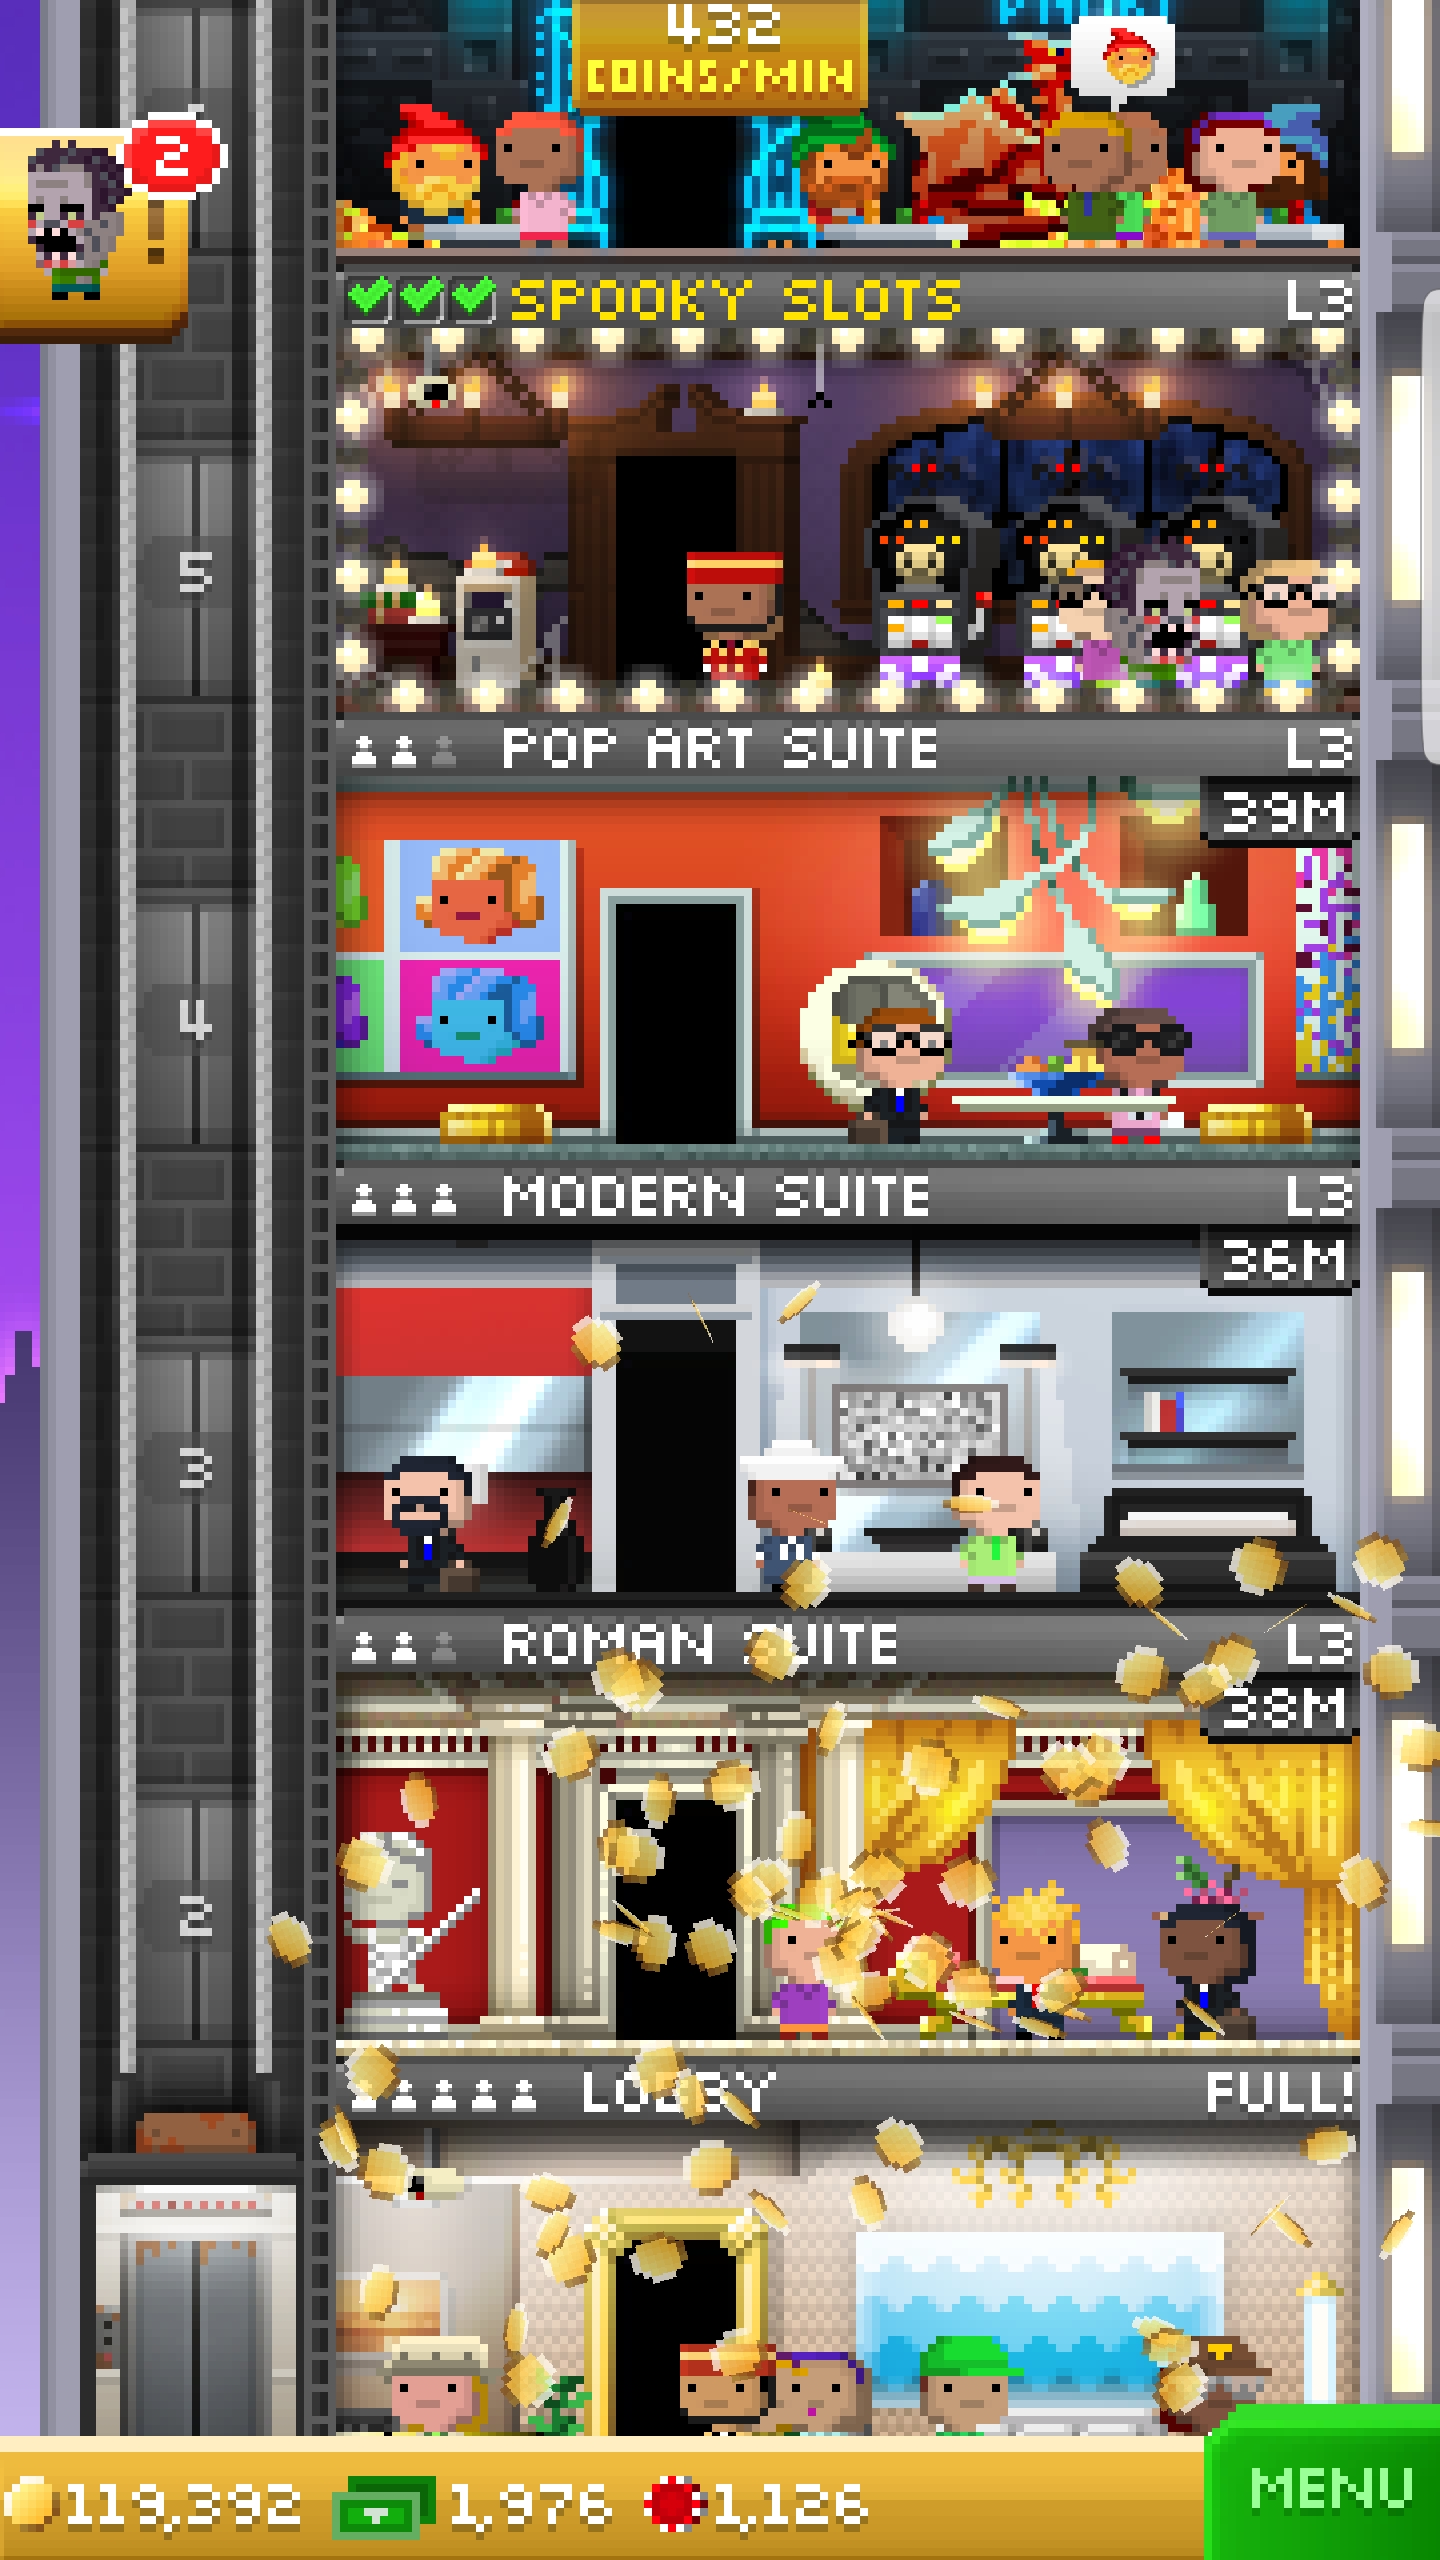 432
COINS/MIN
2
!
SPOOKY SLOTS L3
5
POP ART SUITE L3
39M
4
MODERN SUITE L3
36M
3
ROMAN SUITE L3
38M
2
LOBBY FULL!
119,392 1,976 1,126 MENU